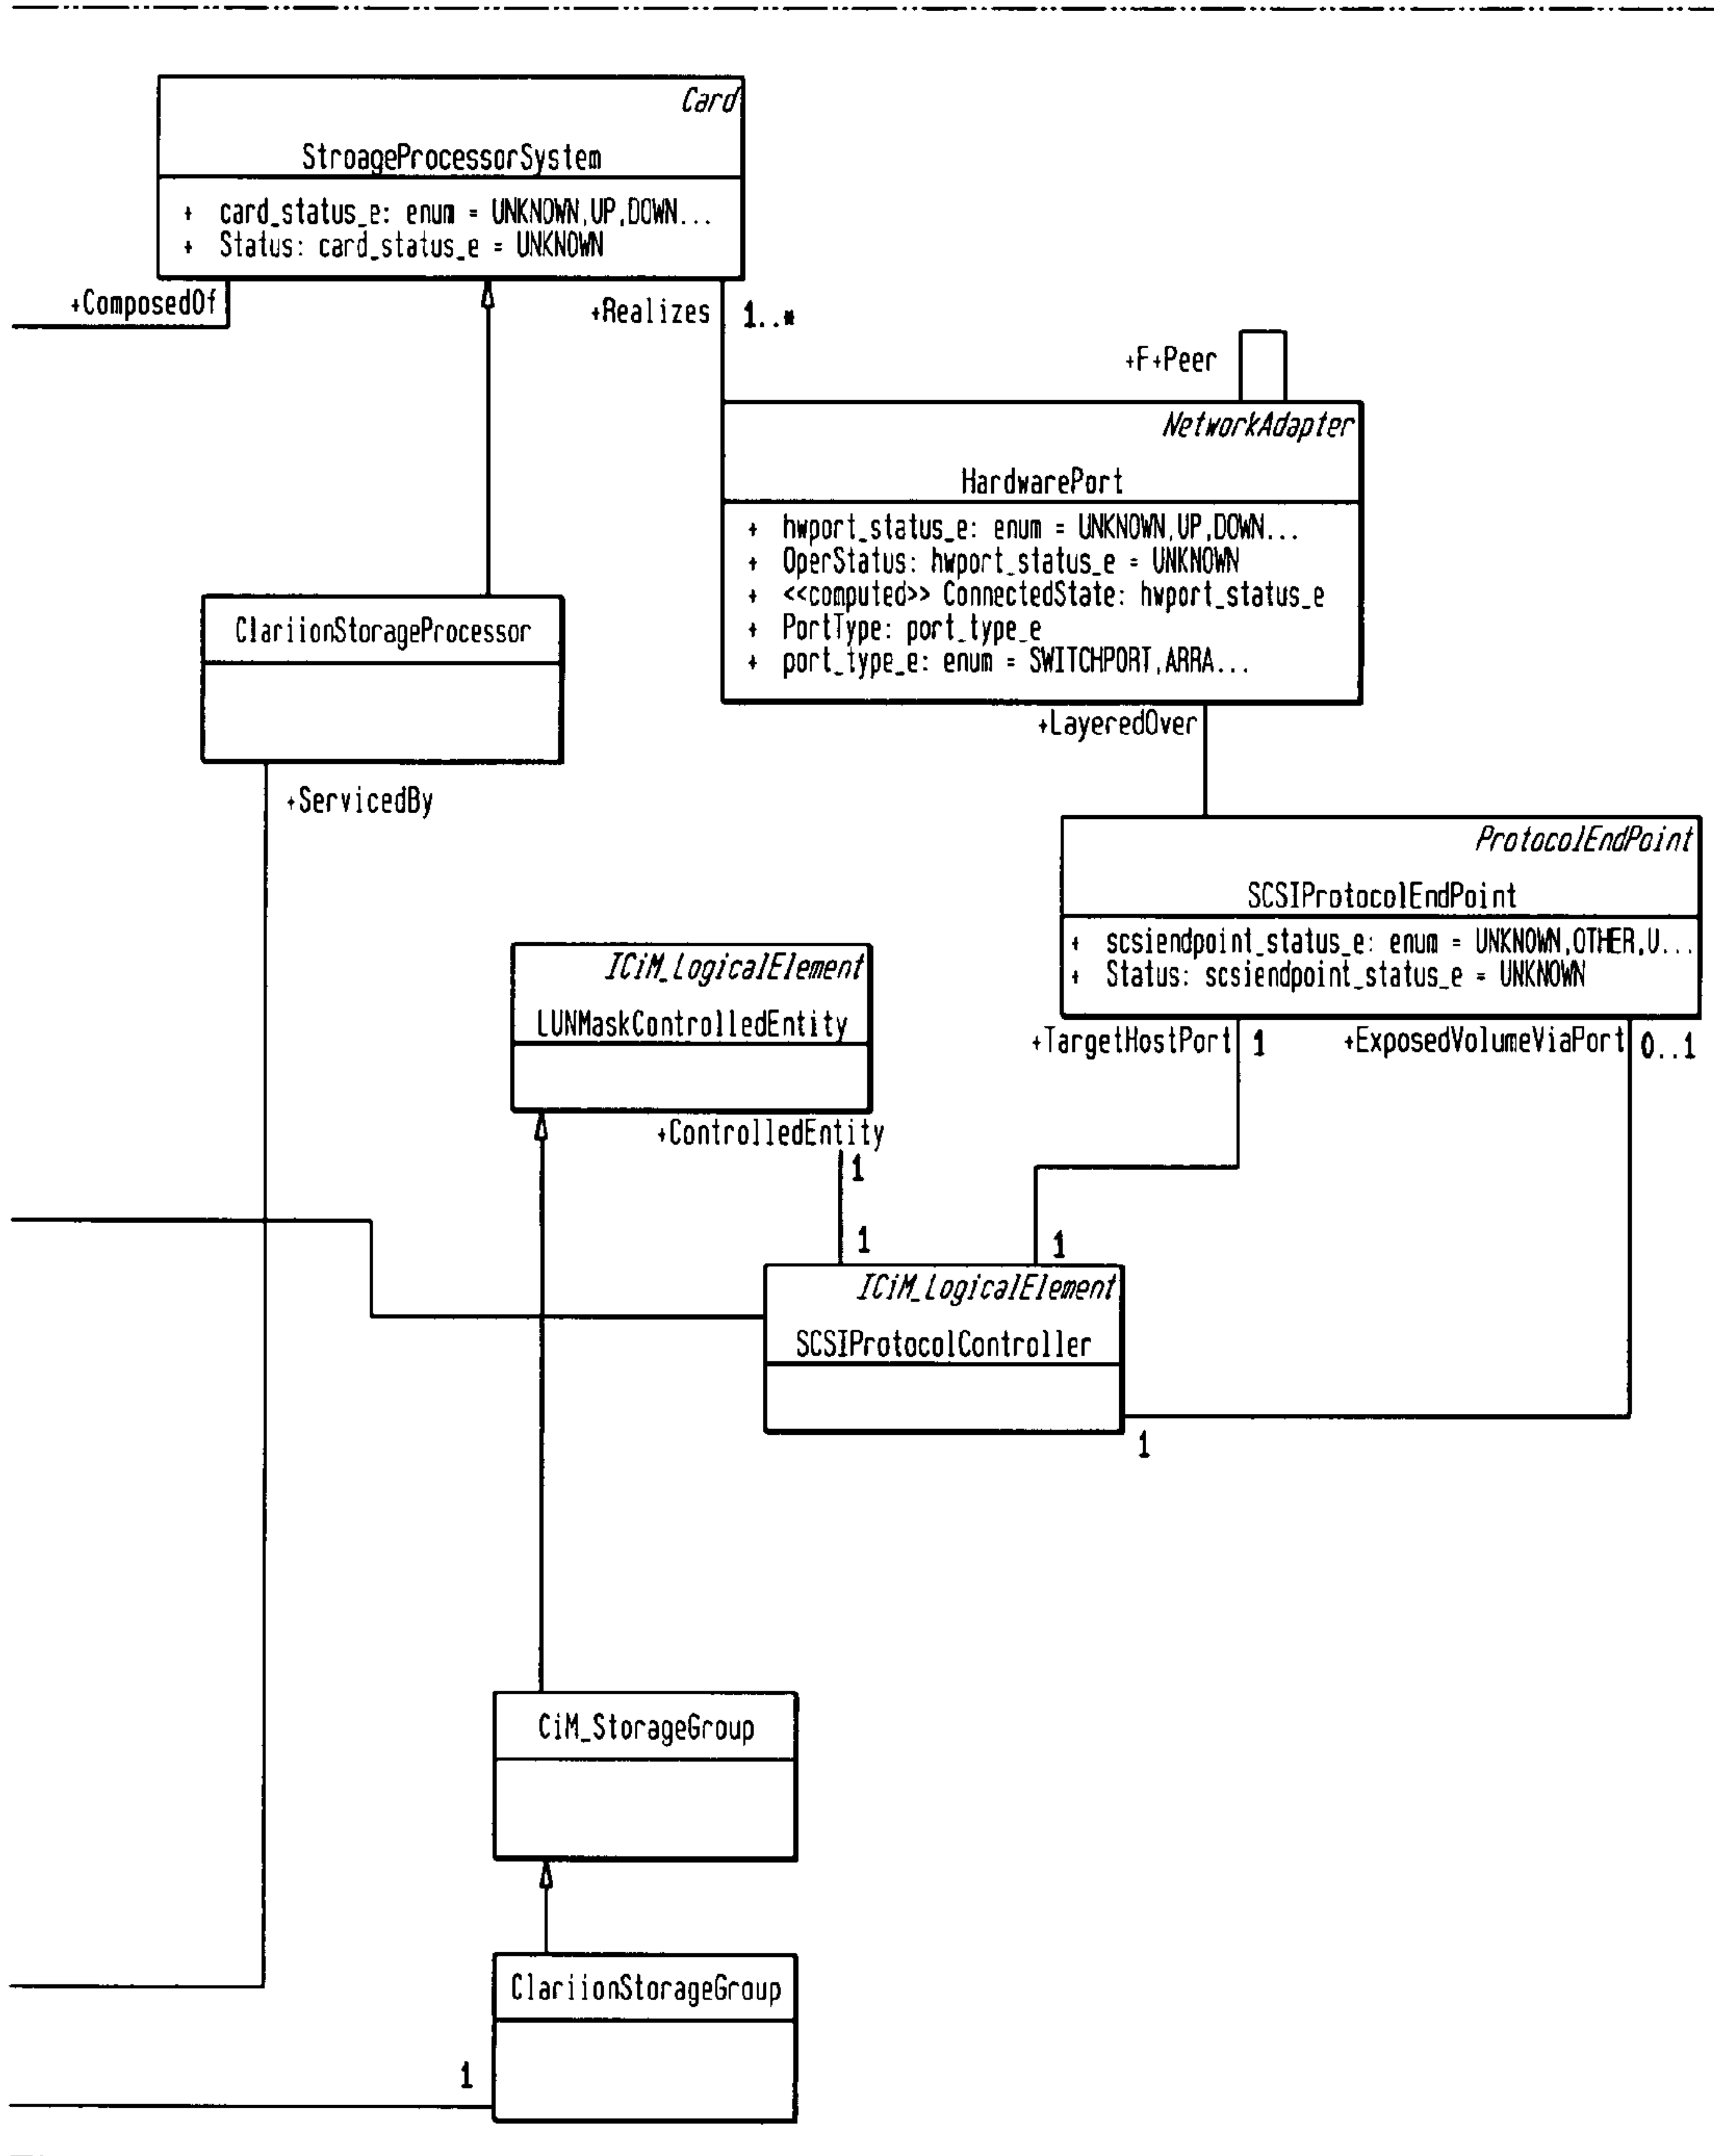 Card
StroageProcessorSystem
+ card_status_e: enum = UNKNOWN,UP,DOWN...
+ Status: card_status_e = UNKNOWN
+ComposedOf
+Realizes
1..*
+F+Peer
NetworkAdapter
HardwarePort
+ hwport_status_e: enum = UNKNOWN,UP,DOWN...
+ OperStatus: hwport_status_e = UNKNOWN
+ <<computed>> ConnectedState: hwport_status_e
+ PortType: port_type_e
+ port_type_e: enum = SWITCHPORT,ARRA...
ClariionStorageProcessor
+LayeredOver
+ServicedBy
ProtocolEndPoint
SCSIProtocolEndPoint
+ scsiendpoint_status_e: enum = UNKNOWN,OTHER,U...
+ Status: scsiendpoint_status_e = UNKNOWN
ICiM_LogicalElement
LUNMaskControlledEntity
+TargetHostPort
1
+ExposedVolumeViaPort
0..1
+ControlledEntity
1
1
1
ICiM_LogicalElement
SCSIProtocolController
1
CiM_StorageGroup
ClariionStorageGroup
1